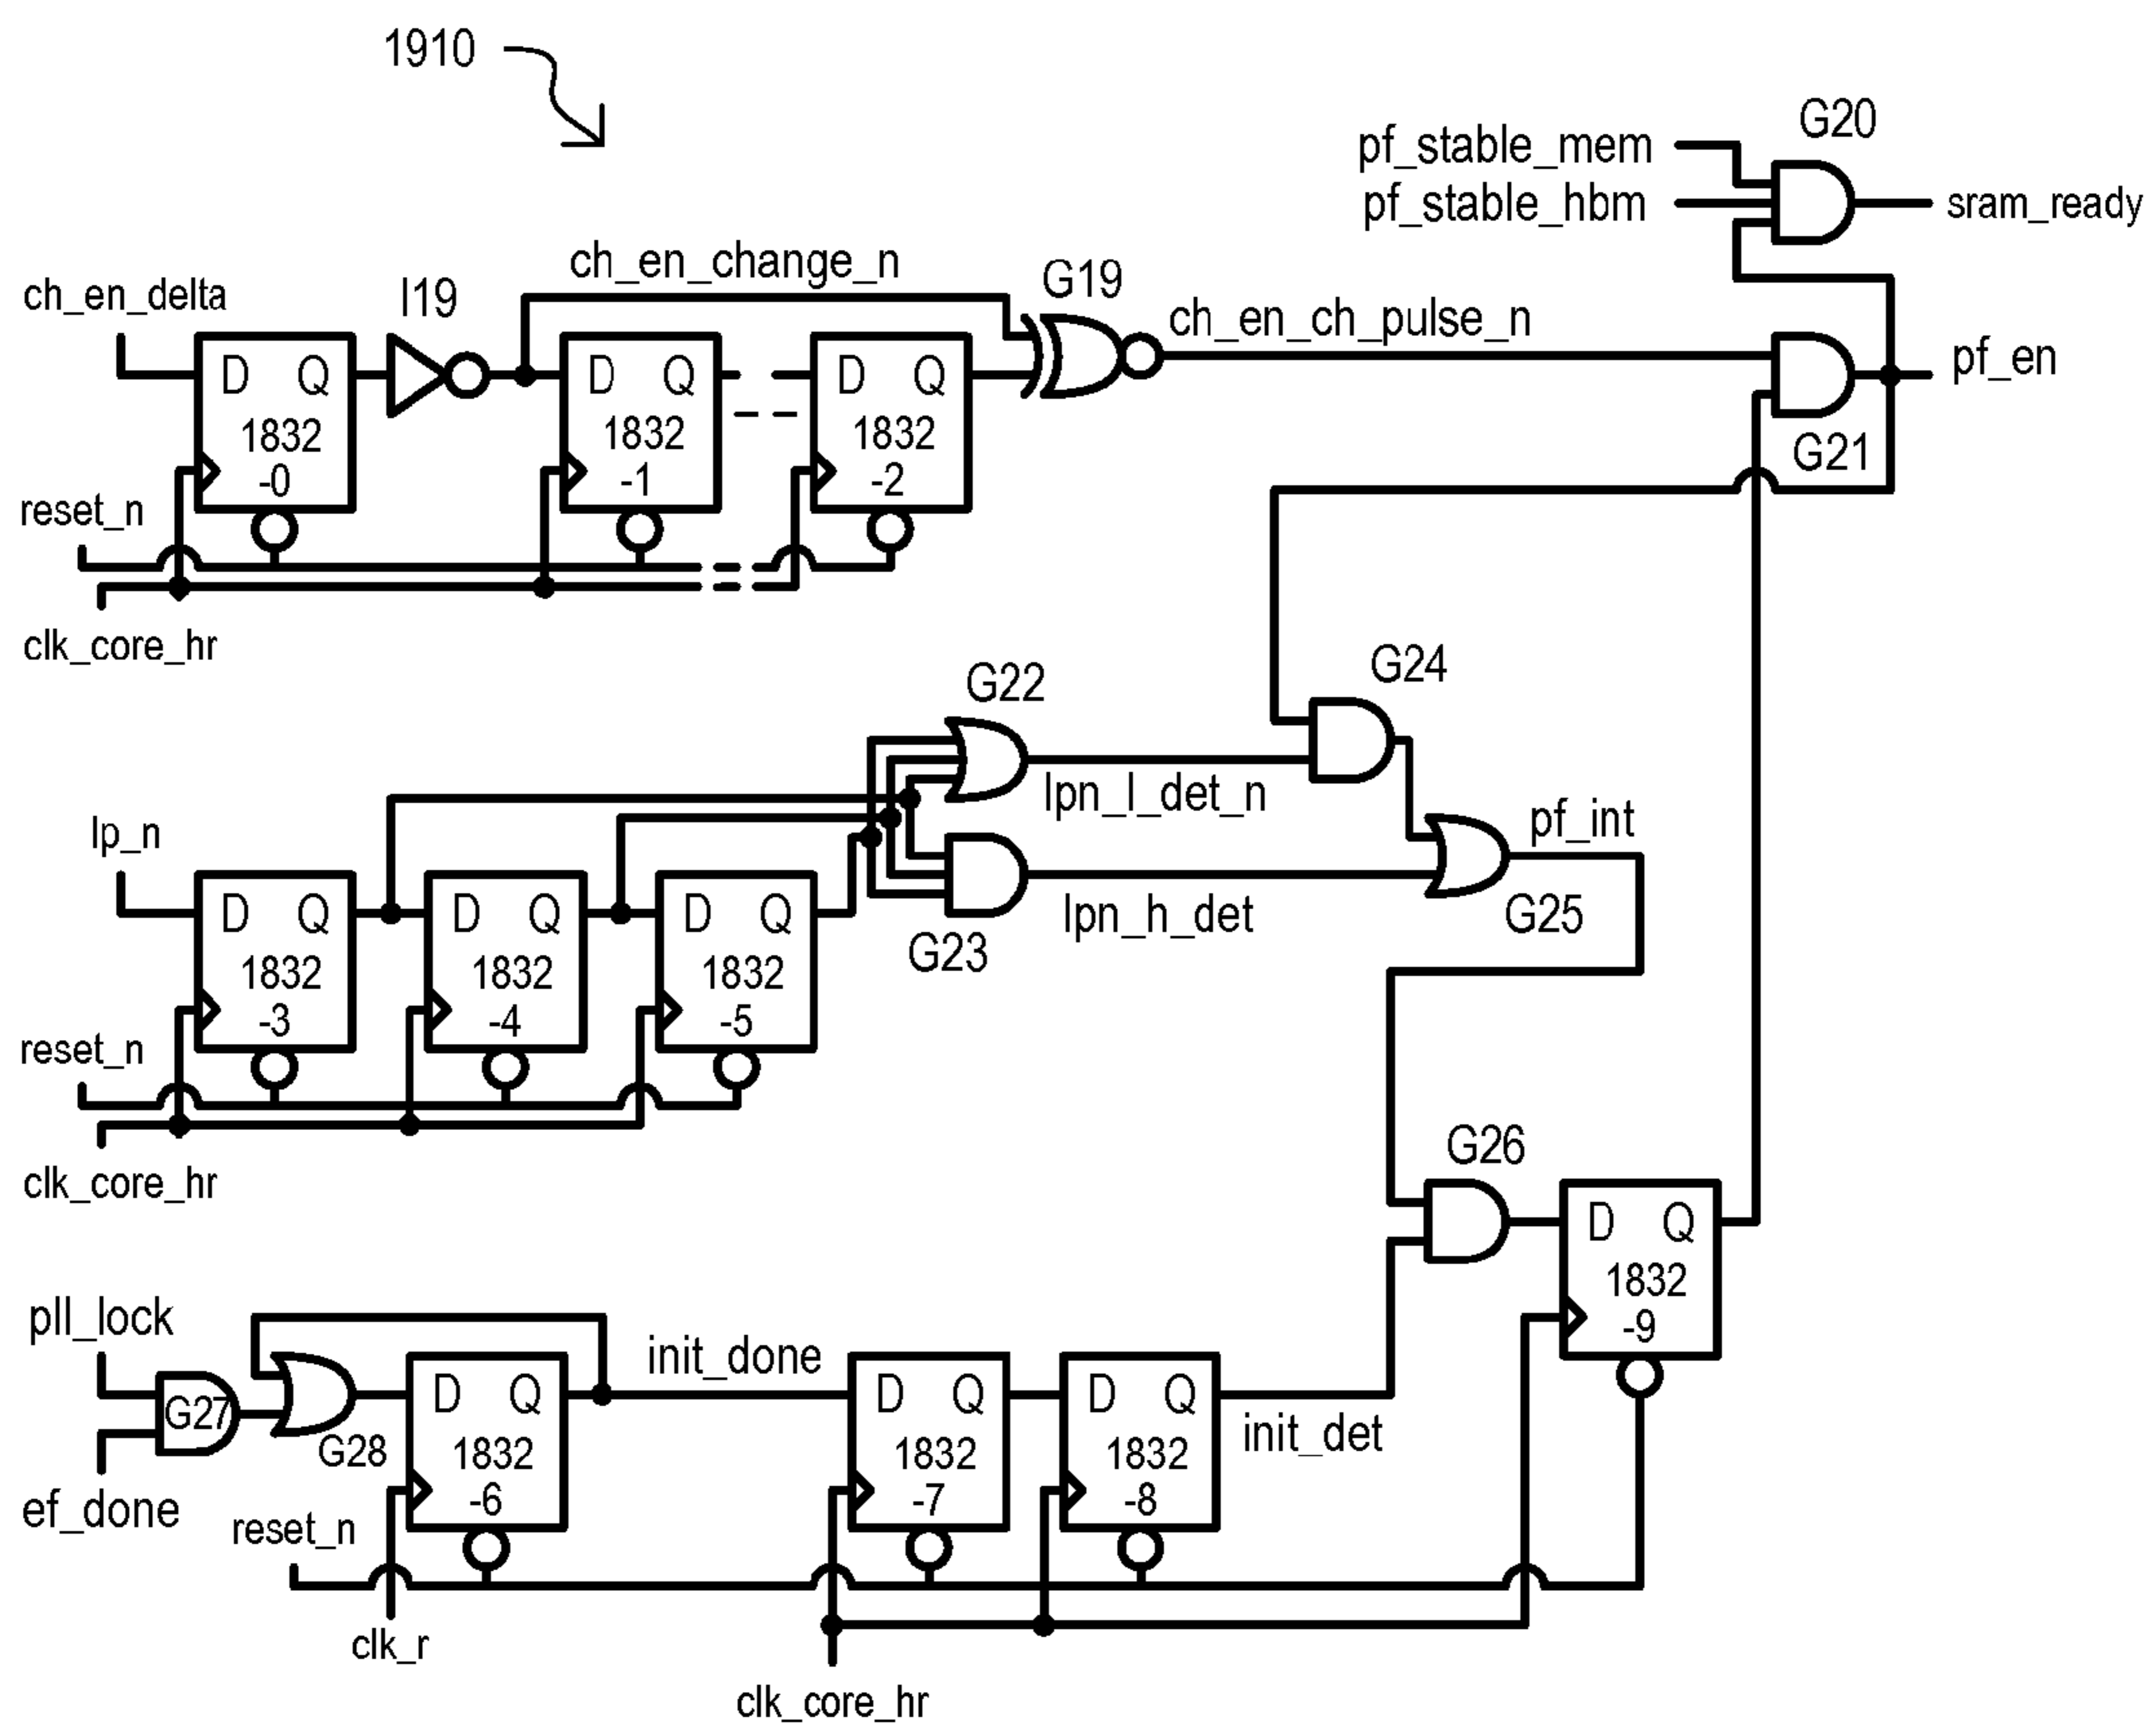 1910
G20
pf_stable_mem
pf_stable_hbm
sram_ready
ch_en_change_n
G19
ch_en_delta
I19
ch_en_ch_pulse_n
pf_en
D Q
1832
-0
D Q
1832
-1
D Q
1832
-2
G21
reset_n
clk_core_hr
G22
G24
lpn_l_det_n
lp_n
pf_int
D Q
1832
-3
D Q
1832
-4
D Q
1832
-5
G23
lpn_h_det
G25
reset_n
clk_core_hr
G26
D Q
1832
-9
pll_lock
init_done
G27
G28
D Q
1832
-6
D Q
1832
-7
D Q
1832
-8
init_det
ef_done
reset_n
clk_r
clk_core_hr